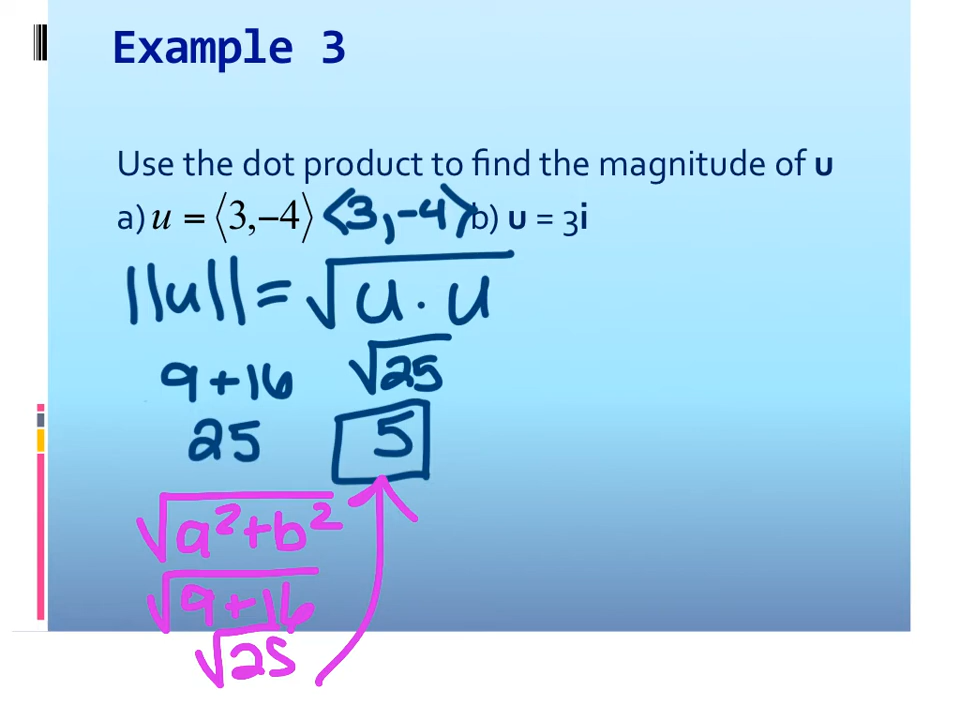 Example 3
Use the dot product to find the magnitude of u
a) u = ⟨3,−4⟩ <3,-4> b) u = 3i
||u|| = √u · u
9+16 √25
25 5
√a²+b²
√9+16
√25